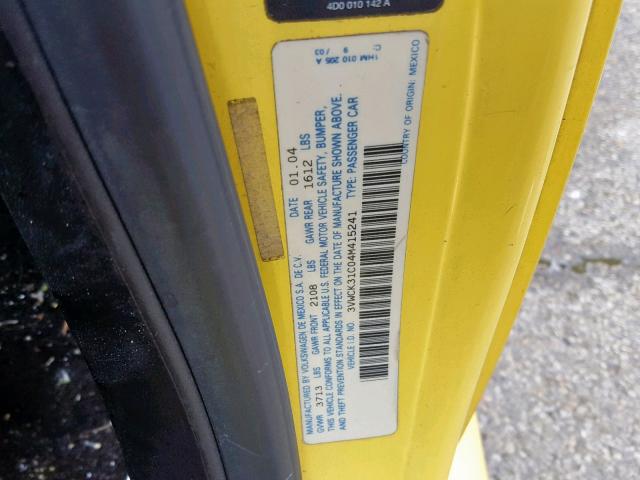 4D0 010 142 A
1HM 010 205 A
9 / 03
MANUFACTURED BY VOLKSWAGEN DE MEXICO S.A. DE C.V. DATE 01.04
GVWR 3713 LBS GAWR FRONT 2108 LBS GAWR REAR 1612 LBS
THIS VEHICLE CONFORMS TO ALL APPLICABLE U.S. FEDERAL MOTOR VEHICLE SAFETY, BUMPER,
AND THEFT PREVENTION STANDARDS IN EFFECT ON THE DATE OF MANUFACTURE SHOWN ABOVE.
VEHICLE I.D. NO. 3VWCK31C04M415241 TYPE: PASSENGER CAR
COUNTRY OF ORIGIN: MEXICO